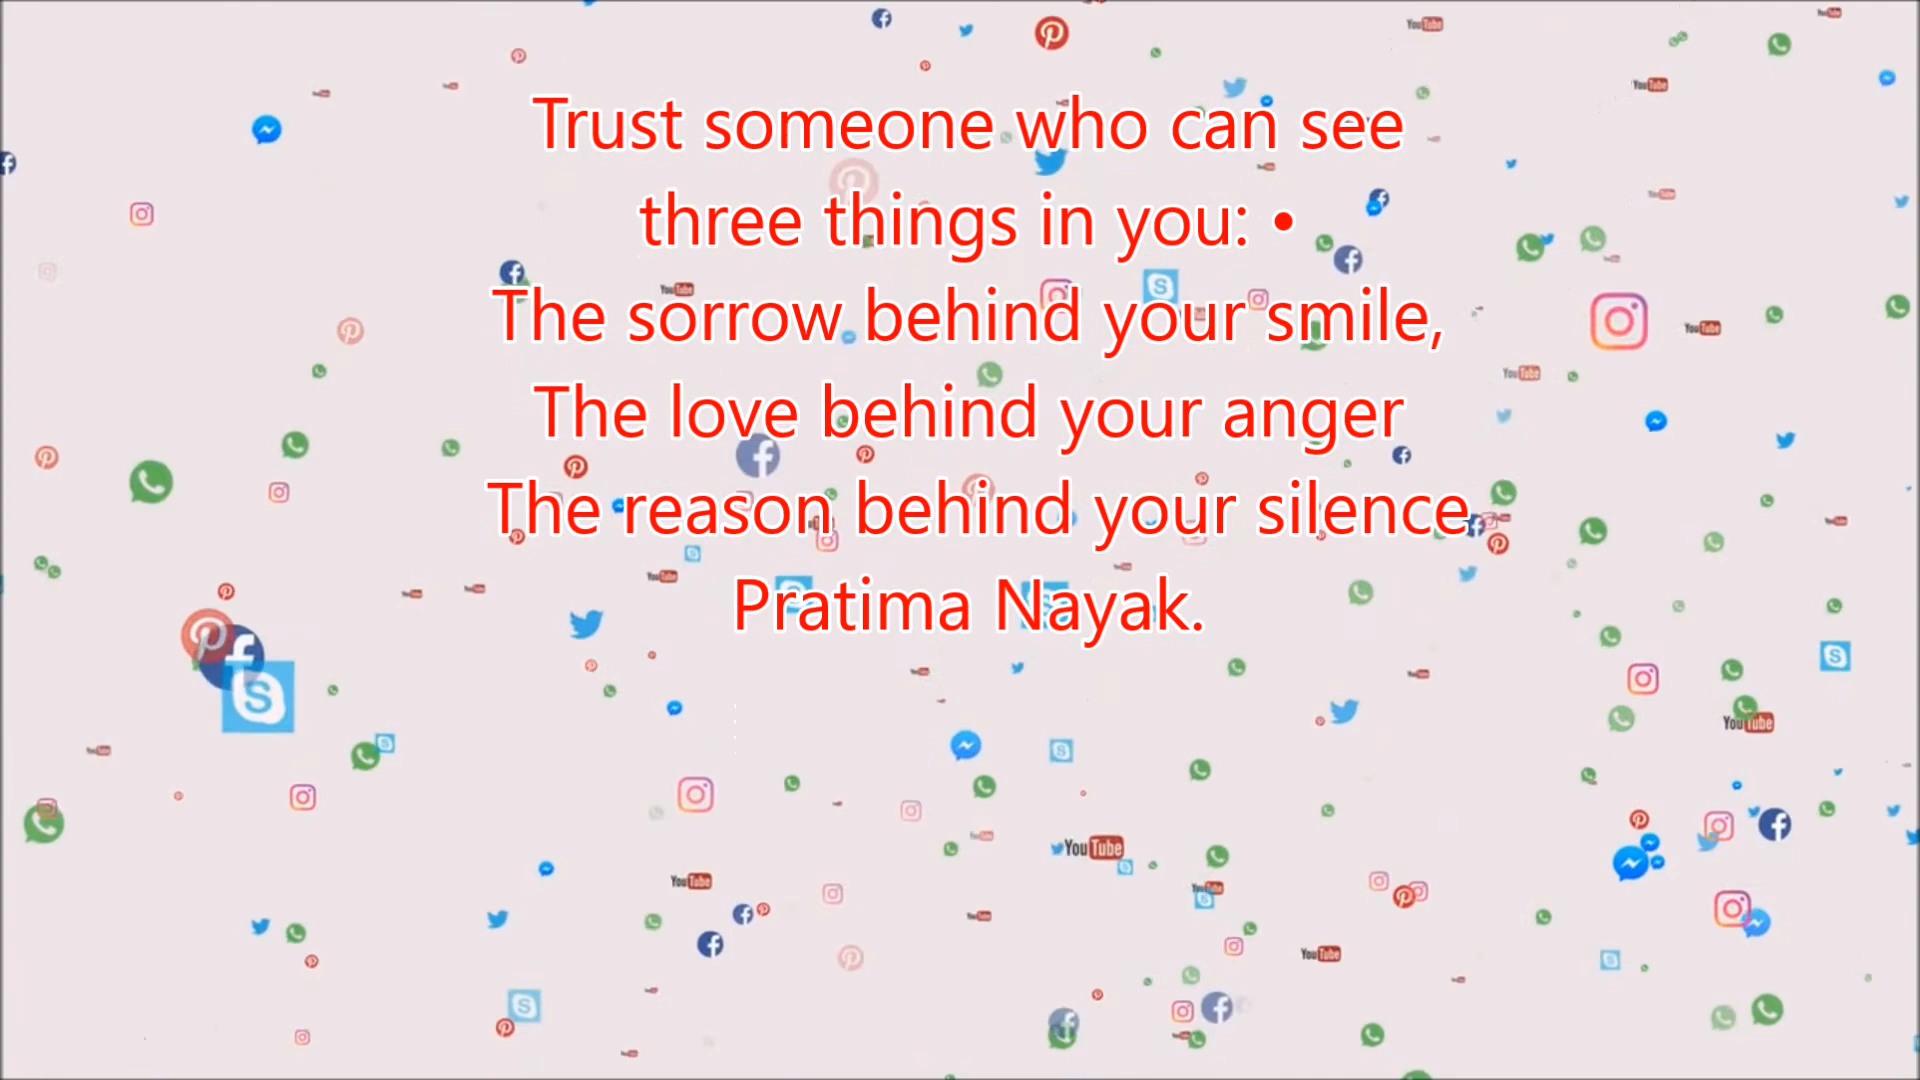 Trust someone who can see
three things in you: •
The sorrow behind your smile,
The love behind your anger
The reason behind your silence
Pratima Nayak.